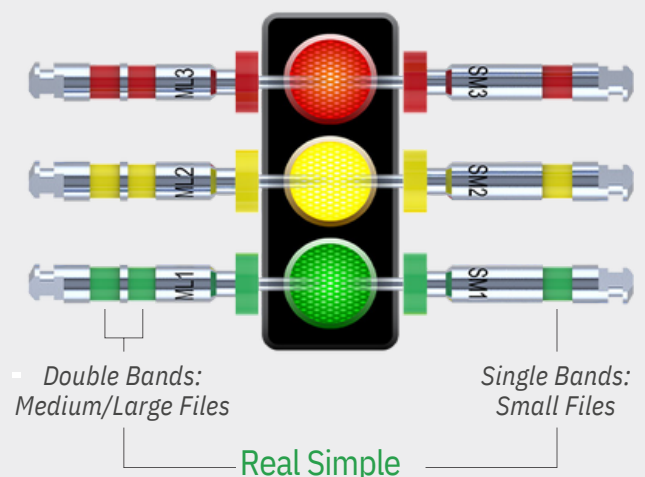 ML3
SM3
ML2
SM2
ML1
SM1
Double Bands:
Medium/Large Files
Single Bands:
Small Files
Real Simple